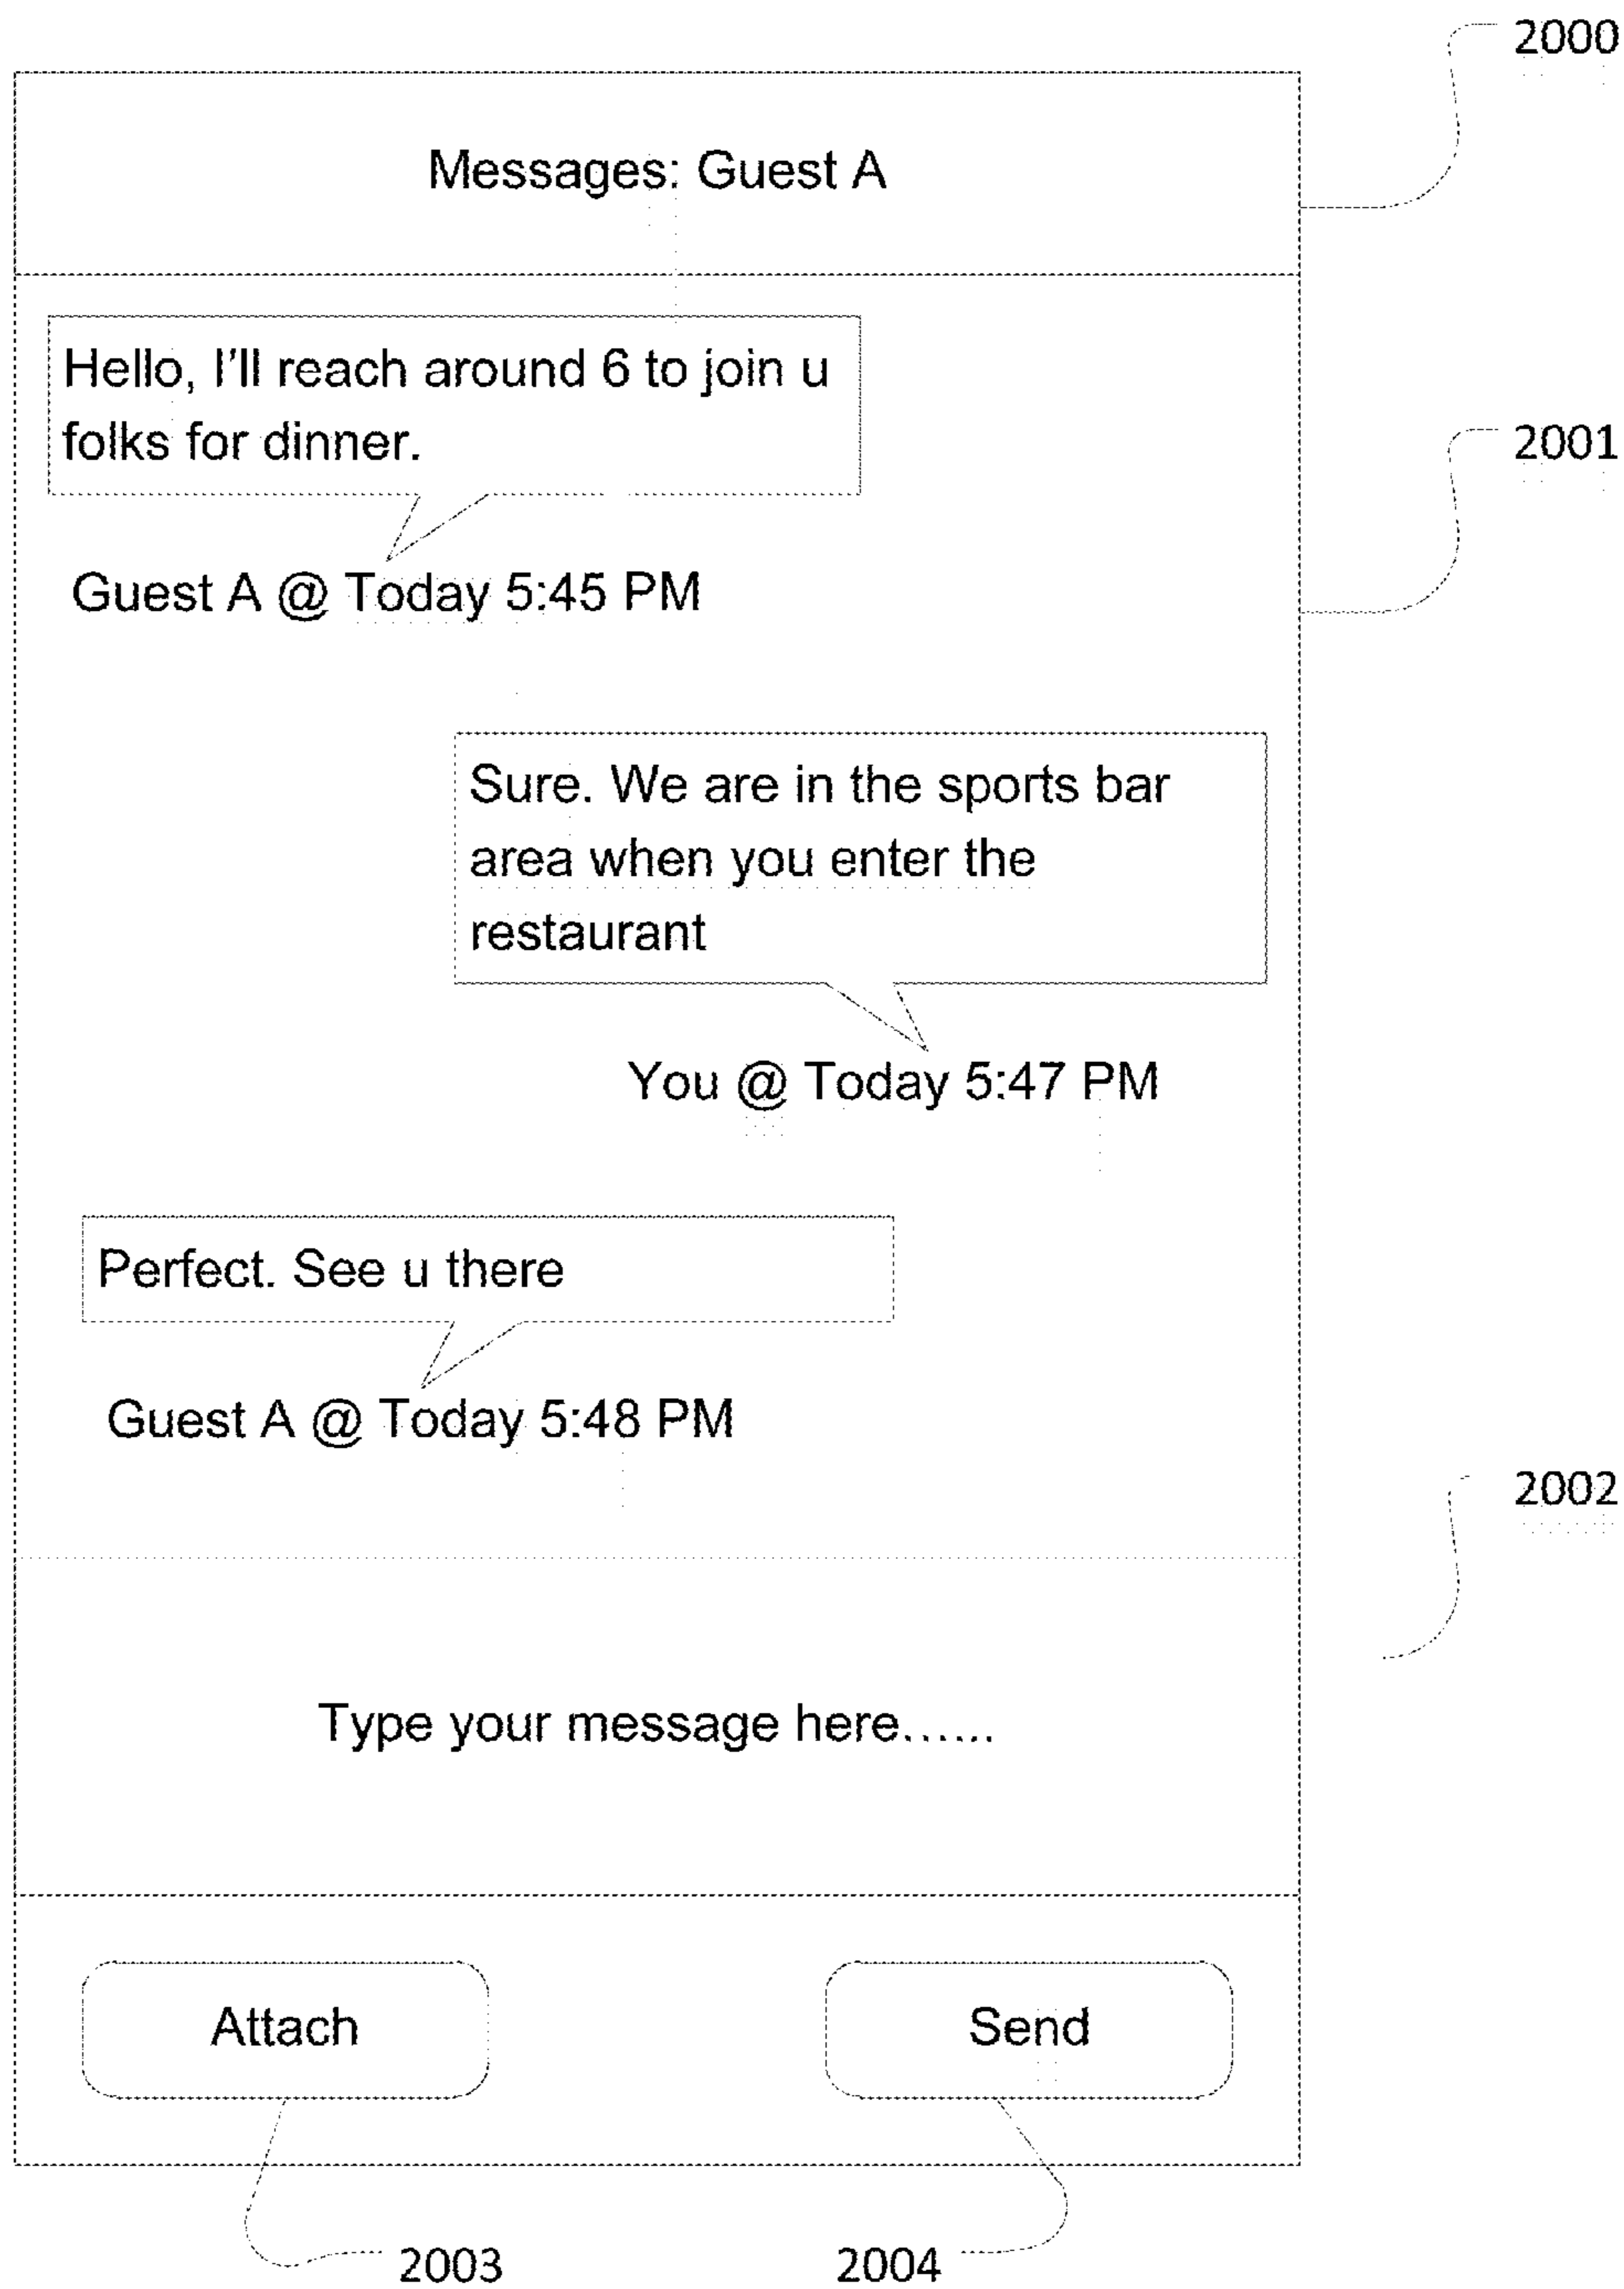 2000
Messages: Guest A
Hello, I'll reach around 6 to join u
folks for dinner.
2001
Guest A @ Today 5:45 PM
Sure. We are in the sports bar
area when you enter the
restaurant
You @ Today 5:47 PM
Perfect. See u there
Guest A @ Today 5:48 PM
2002
Type your message here......
Attach
Send
2003
2004